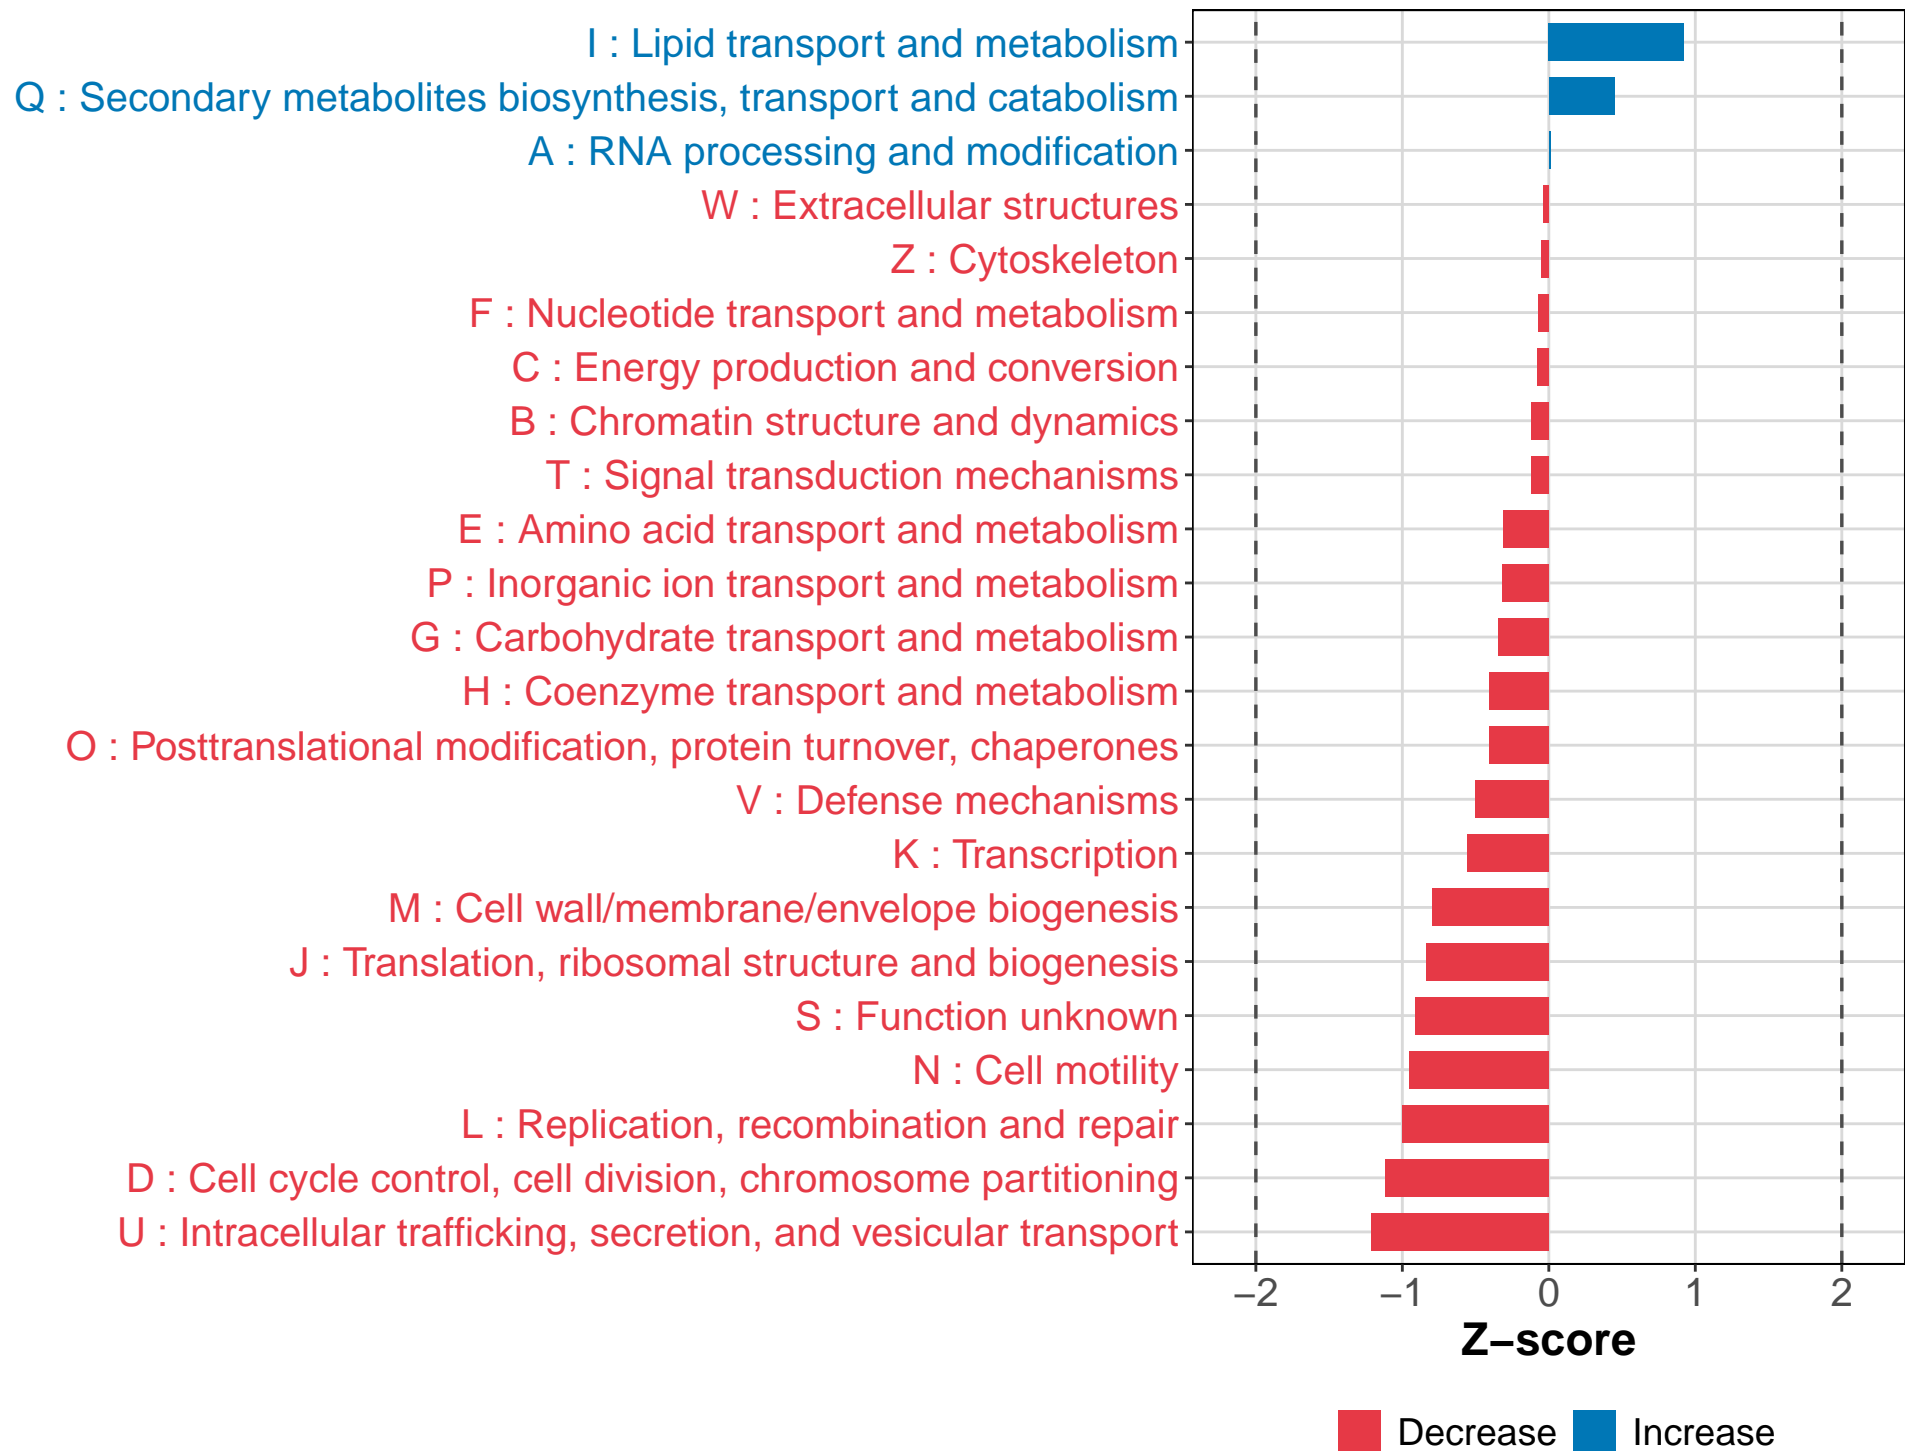 I : Lipid transport and metabolism
Q : Secondary metabolites biosynthesis, transport and catabolism
A : RNA processing and modification
W : Extracellular structures
Z : Cytoskeleton
F : Nucleotide transport and metabolism
C : Energy production and conversion
B : Chromatin structure and dynamics
T : Signal transduction mechanisms
E : Amino acid transport and metabolism
P : Inorganic ion transport and metabolism
G : Carbohydrate transport and metabolism
H : Coenzyme transport and metabolism
O : Posttranslational modification, protein turnover, chaperones
V : Defense mechanisms
K : Transcription
M : Cell wall/membrane/envelope biogenesis
J : Translation, ribosomal structure and biogenesis
S : Function unknown
N : Cell motility
L : Replication, recombination and repair
D : Cell cycle control, cell division, chromosome partitioning
U : Intracellular trafficking, secretion, and vesicular transport
−2 −1 0 1 2
Z−score
Decrease Increase